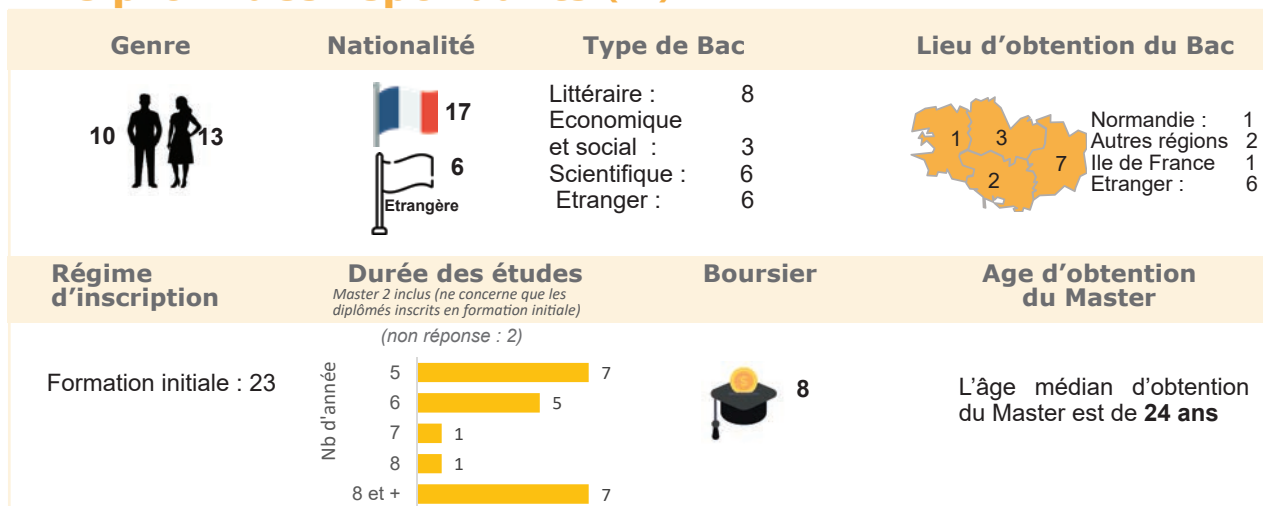 Genre
Nationalité
Type de Bac
Lieu d'obtention du Bac
10
13
17
6
Etrangère
Littéraire : 8
Economique
et social : 3
Scientifique : 6
Etranger : 6
1
3
7
2
Normandie : 1
Autres régions 2
Ile de France 1
Etranger : 6
Régime
d'inscription
Durée des études
Master 2 inclus (ne concerne que les
diplômés inscrits en formation initiale)
Boursier
Age d'obtention
du Master
Formation initiale : 23
(non réponse : 2)
Nb d'année
5 7
6 5
7 1
8 1
8 et + 7
8
L'âge médian d'obtention
du Master est de 24 ans